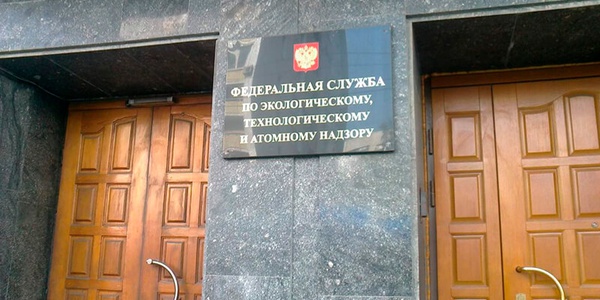 ФЕДЕРАЛЬНАЯ СЛУЖБА
ПО ЭКОЛОГИЧЕСКОМУ,
ТЕХНОЛОГИЧЕСКОМУ
И АТОМНОМУ НАДЗОРУ